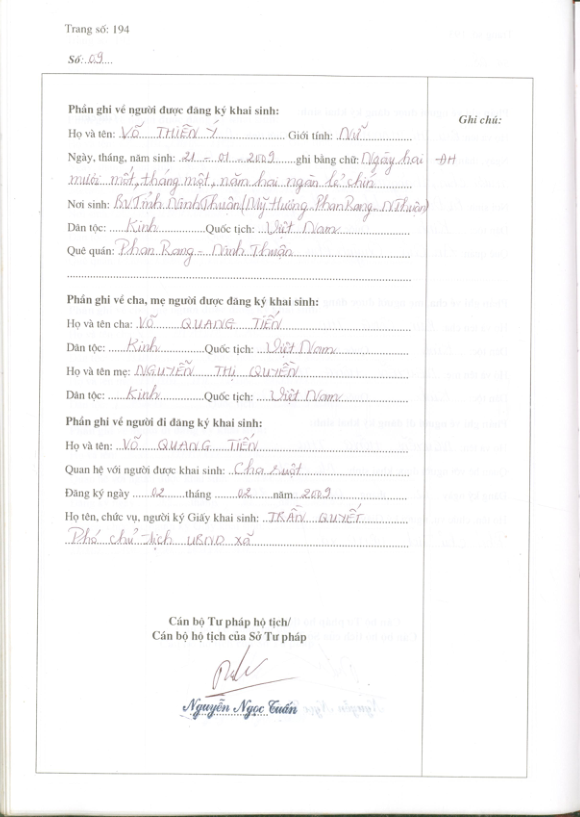 Trang số: 194
Số: 09
Phần ghi về người được đăng ký khai sinh:
Ghi chú:
Họ và tên: VÕ THIÊN Ý Giới tính: Nữ
Ngày, tháng, năm sinh: 21 - 01 - 2009 ghi bằng chữ: Ngày hai - ĐH
mươi mốt, tháng một, năm hai ngàn lẻ chín
Nơi sinh: BV Tỉnh Ninh Thuận (Mỹ Hương, Phan Rang - N Thuận)
Dân tộc: Kinh Quốc tịch: Việt Nam
Quê quán: Phan Rang - Ninh Thuận
Phần ghi về cha, mẹ người được đăng ký khai sinh:
Họ và tên cha: VÕ QUANG TIẾN
Dân tộc: Kinh Quốc tịch: Việt Nam
Họ và tên mẹ: NGUYỄN THỊ QUYỀN
Dân tộc: Kinh Quốc tịch: Việt Nam
Phần ghi về người đi đăng ký khai sinh:
Họ và tên: VÕ QUANG TIẾN
Quan hệ với người được khai sinh: Cha ruột
Đăng ký ngày 02 tháng 02 năm 2009
Họ tên, chức vụ, người ký Giấy khai sinh: TRẦN QUYẾT
Phó chủ tịch UBND xã
Cán bộ Tư pháp hộ tịch/
Cán bộ hộ tịch của Sở Tư pháp
Nguyễn Ngọc Tuấn